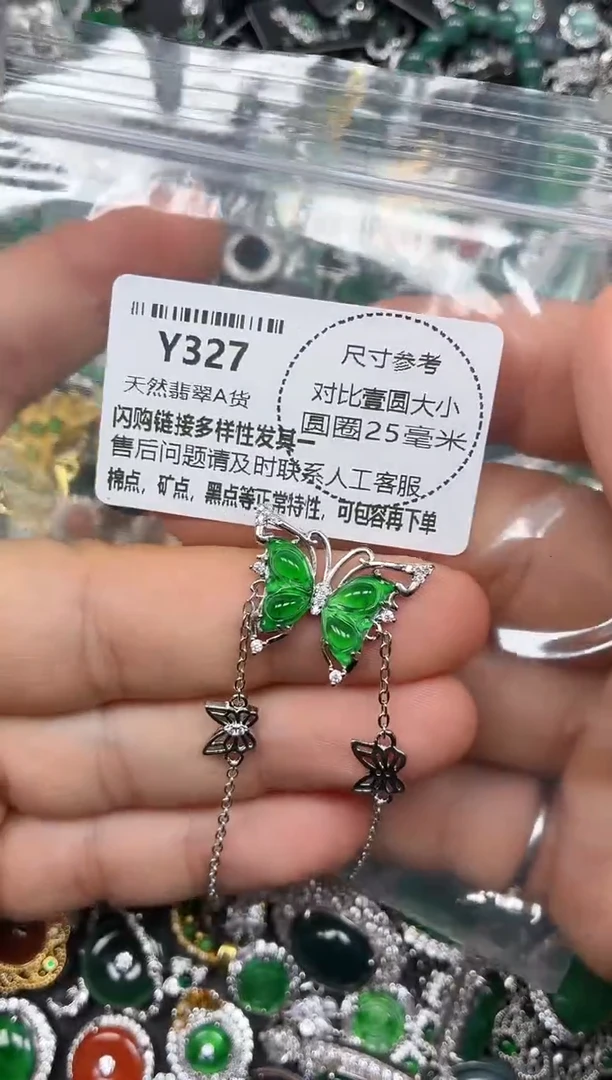 Y327
尺寸参考
天然翡翠A货
对比壹圆大小
圆圈25毫米
闪购链接多样性发其一
售后问题请及时联系人工客服
棉点，矿点，黑点等正常特性，可包容再下单